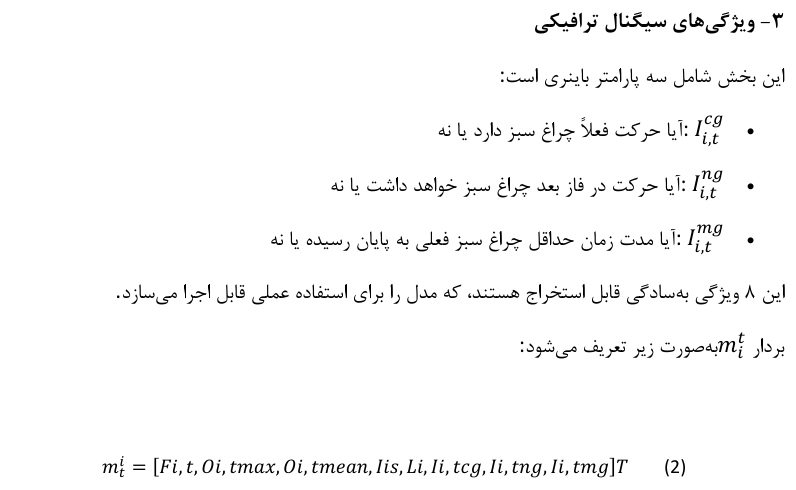 ۳- ویژگی‌های سیگنال ترافیکی
این بخش شامل سه پارامتر باینری است:
• $I_{i,t}^{cg}$ :آیا حرکت فعلاً چراغ سبز دارد یا نه
• $I_{i,t}^{ng}$ :آیا حرکت در فاز بعد چراغ سبز خواهد داشت یا نه
• $I_{i,t}^{mg}$ :آیا مدت زمان حداقل چراغ سبز فعلی به پایان رسیده یا نه
این ۸ ویژگی به‌سادگی قابل استخراج هستند، که مدل را برای استفاده عملی قابل اجرا می‌سازد.
بردار $m_i^t$به‌صورت زیر تعریف می‌شود:
$m_t^i = [Fi, t, Oi, tmax, Oi, tmean, Iis, Li, Ii, tcg, Ii, tng, Ii, tmg]T$ (2)